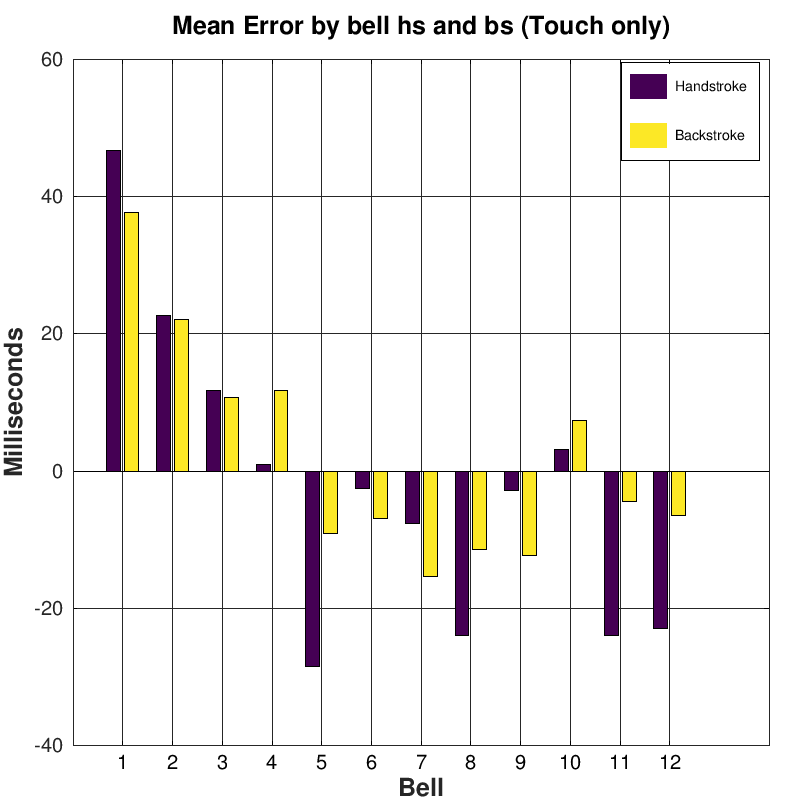 Mean Error by bell hs and bs (Touch only)
Handstroke
Backstroke
Milliseconds
60
40
20
0
-20
-40
1 2 3 4 5 6 7 8 9 10 11 12
Bell